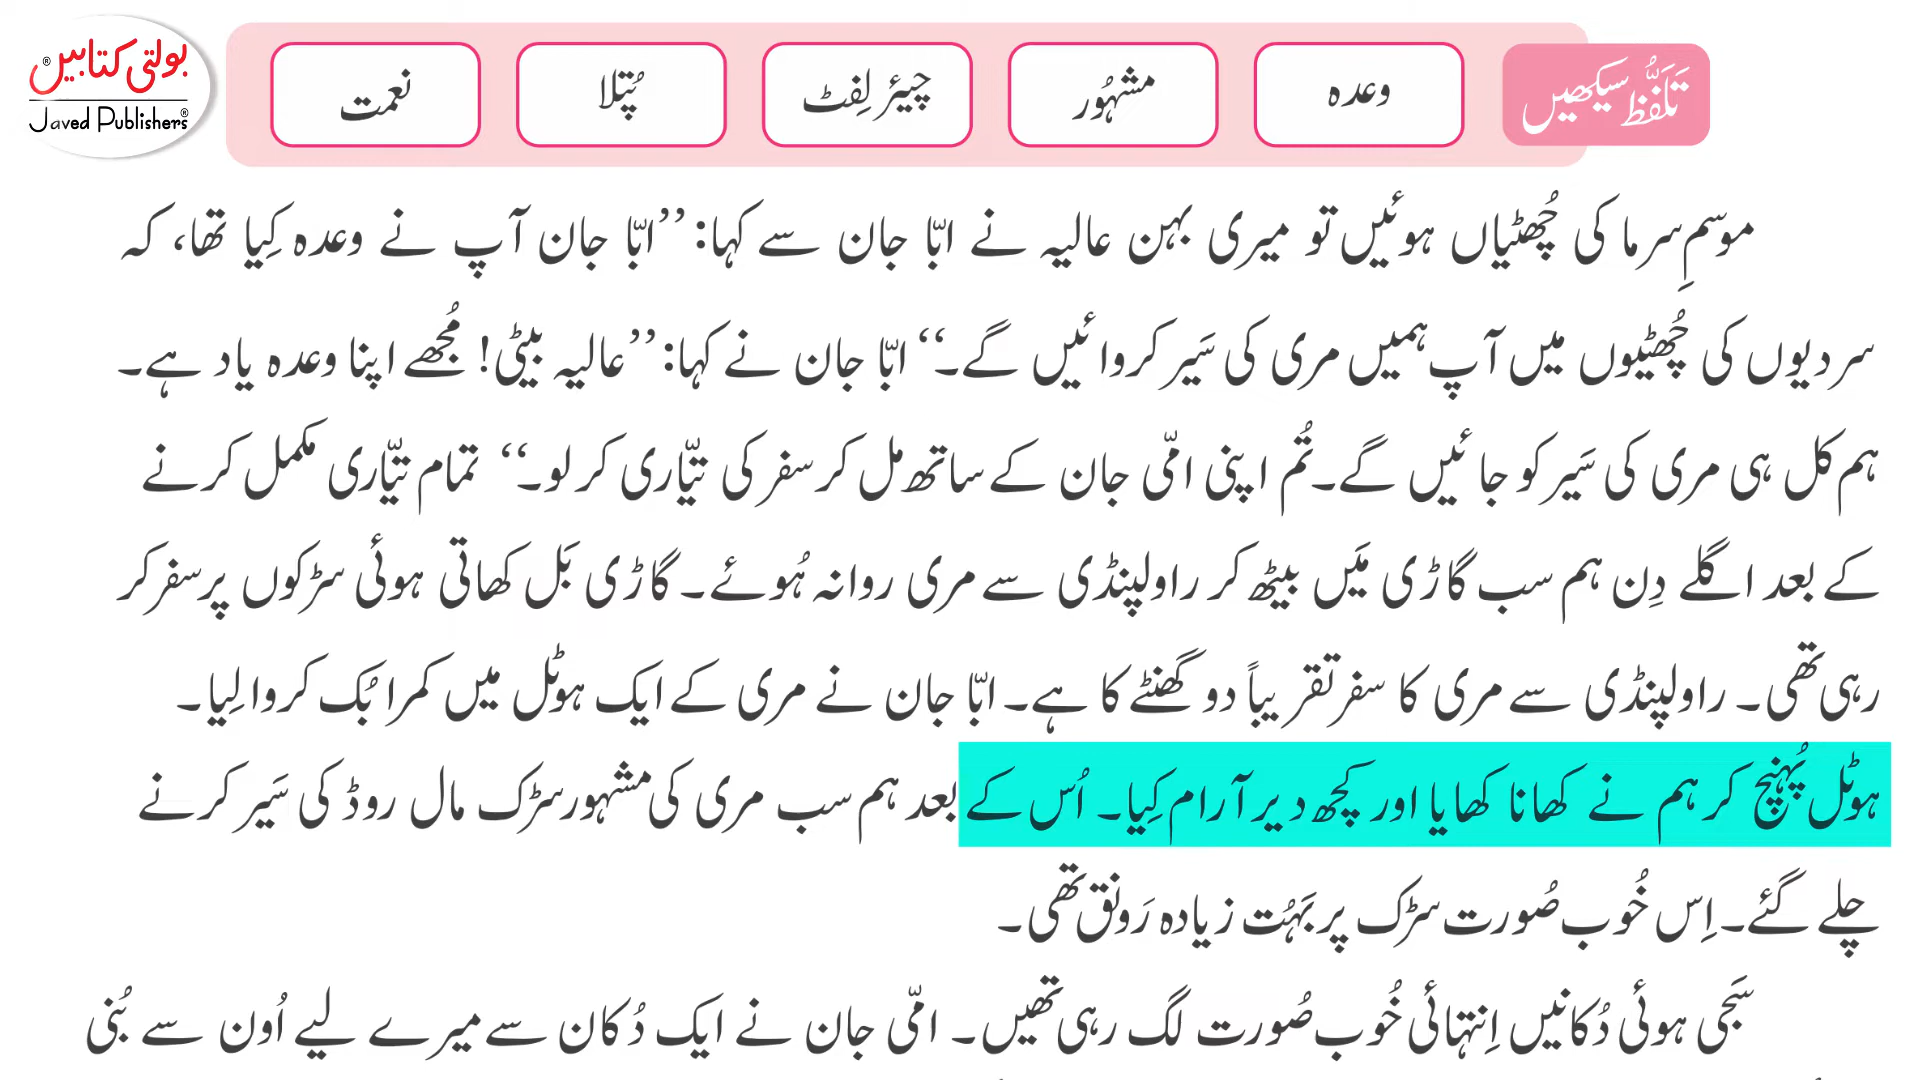 بولتی کتابیں®
Javed Publishers®
تَلَفُّظ سیکھیں
وعدہ
مشہُور
چیئر لِفٹ
پُتلا
نعمت
موسمِ سرما کی چُھٹیاں ہوئیں تو میری بہن عالیہ نے ابّا جان سے کہا: ’’ابّا جان آپ نے وعدہ کِیا تھا، کہ
سردیوں کی چُھٹیوں میں آپ ہمیں مری کی سَیر کروائیں گے۔‘‘ ابّا جان نے کہا: ’’عالیہ بیٹی! مُجھے اپنا وعدہ یاد ہے۔
ہم کل ہی مری کی سَیر کو جائیں گے۔ تُم اپنی امّی جان کے ساتھ مل کر سفر کی تیّاری کر لو۔‘‘ تمام تیّاری مکمل کرنے
کے بعد اگلے دِن ہم سب گاڑی مَیں بیٹھ کر راولپنڈی سے مری روانہ ہُوئے۔ گاڑی بَل کھاتی ہوئی سڑکوں پر سفر کر
رہی تھی۔ راولپنڈی سے مری کا سفر تقریباً دو گھنٹے کا ہے۔ ابّا جان نے مری کے ایک ہوٹل میں کمرا بُک کروا لِیا۔
ہوٹل پُہنچ کر ہم نے کھانا کھایا اور کچھ دیر آرام کِیا۔ اُس کے بعد ہم سب مری کی مشہور سڑک مال روڈ کی سَیر کرنے
چلے گئے۔ اِس خُوب صُورت سڑک پر بَہُت زیادہ رَونق تھی۔
سَجی ہوئی دُکانیں اِنتہائی خُوب صُورت لگ رہی تھیں۔ امّی جان نے ایک دُکان سے میرے لیے اُون سے بُنی